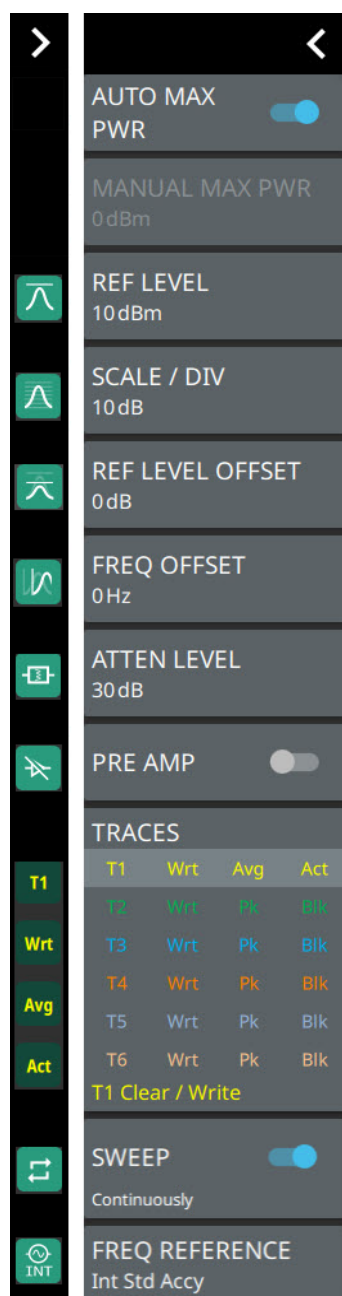 AUTO MAX
PWR
MANUAL MAX PWR
0 dBm
REF LEVEL
10 dBm
SCALE / DIV
10 dB
REF LEVEL OFFSET
0 dB
FREQ OFFSET
0 Hz
ATTEN LEVEL
30 dB
PRE AMP
TRACES
T1 Wrt Avg Act
T2 Wrt Pk Blk
T3 Wrt Pk Blk
T4 Wrt Pk Blk
T5 Wrt Pk Blk
T6 Wrt Pk Blk
T1 Clear / Write
T1
Wrt
Avg
Act
SWEEP
Continuously
INT
FREQ REFERENCE
Int Std Accy